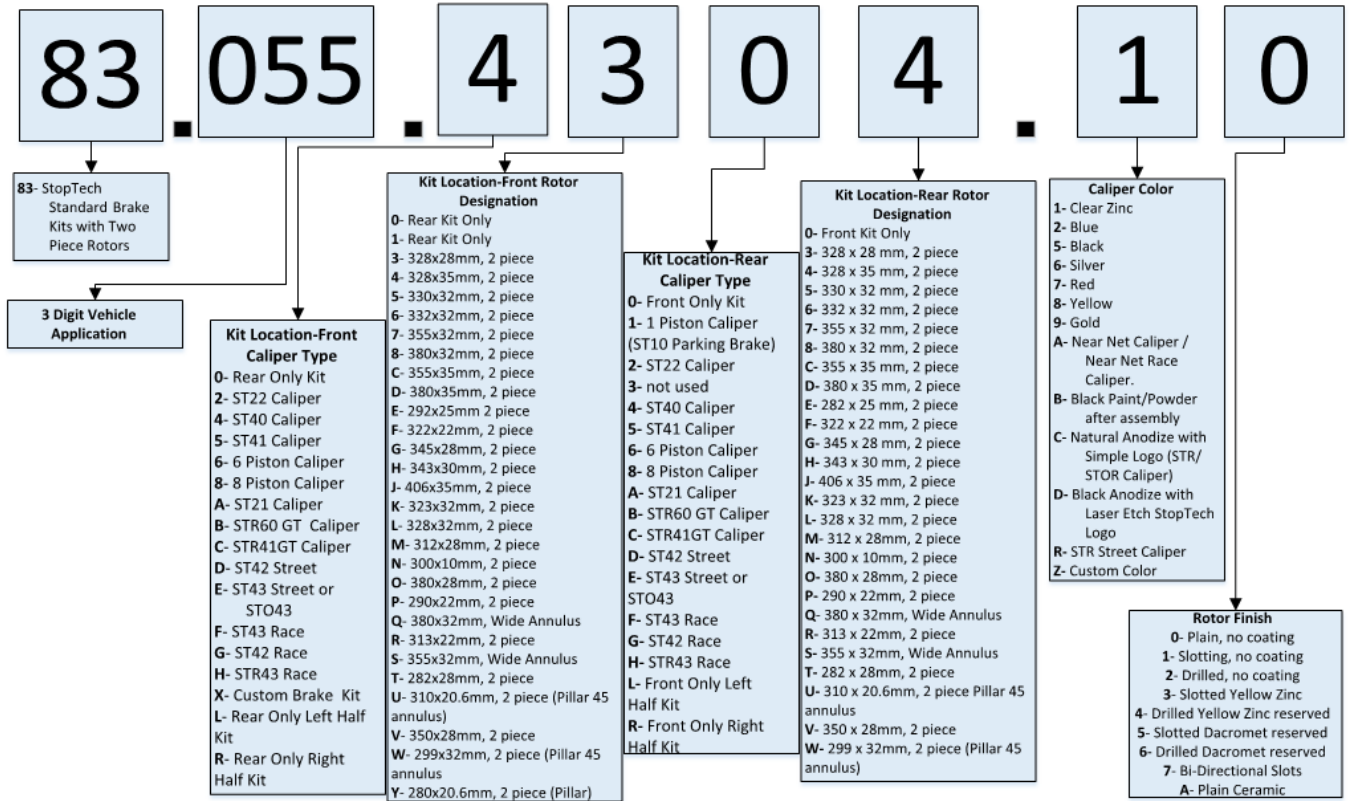 83.055.4304.10
83- StopTech
Standard Brake
Kits with Two
Piece Rotors
3 Digit Vehicle
Application
Kit Location-Front
Caliper Type
0- Rear Only Kit
2- ST22 Caliper
4- ST40 Caliper
5- ST41 Caliper
6- 6 Piston Caliper
8- 8 Piston Caliper
A- ST21 Caliper
B- STR60 GT Caliper
C- STR41GT Caliper
D- ST42 Street
E- ST43 Street or
STO43
F- ST43 Race
G- ST42 Race
H- STR43 Race
X- Custom Brake Kit
L- Rear Only Left Half
Kit
R- Rear Only Right
Half Kit
Kit Location-Front Rotor
Designation
0- Rear Kit Only
1- Rear Kit Only
3- 328x28mm, 2 piece
4- 328x35mm, 2 piece
5- 330x32mm, 2 piece
6- 332x32mm, 2 piece
7- 355x32mm, 2 piece
8- 380x32mm, 2 piece
C- 355x35mm, 2 piece
D- 380x35mm, 2 piece
E- 292x25mm 2 piece
F- 322x22mm, 2 piece
G- 345x28mm, 2 piece
H- 343x30mm, 2 piece
J- 406x35mm, 2 piece
K- 323x32mm, 2 piece
L- 328x32mm, 2 piece
M- 312x28mm, 2 piece
N- 300x10mm, 2 piece
O- 380x28mm, 2 piece
P- 290x22mm, 2 piece
Q- 380x32mm, Wide Annulus
R- 313x22mm, 2 piece
S- 355x32mm, Wide Annulus
T- 282x28mm, 2 piece
U- 310x20.6mm, 2 piece (Pillar 45
annulus)
V- 350x28mm, 2 piece
W- 299x32mm, 2 piece (Pillar 45
annulus
Y- 280x20.6mm, 2 piece (Pillar)
Kit Location-Rear
Caliper Type
0- Front Only Kit
1- 1 Piston Caliper
(ST10 Parking Brake)
2- ST22 Caliper
3- not used
4- ST40 Caliper
5- ST41 Caliper
6- 6 Piston Caliper
8- 8 Piston Caliper
A- ST21 Caliper
B- STR60 GT Caliper
C- STR41GT Caliper
D- ST42 Street
E- ST43 Street or
STO43
F- ST43 Race
G- ST42 Race
H- STR43 Race
L- Front Only Left
Half Kit
R- Front Only Right
Half Kit
Kit Location-Rear Rotor
Designation
0- Front Kit Only
3- 328 x 28 mm, 2 piece
4- 328 x 35 mm, 2 piece
5- 330 x 32 mm, 2 piece
6- 332 x 32 mm, 2 piece
7- 355 x 32 mm, 2 piece
8- 380 x 32 mm, 2 piece
C- 355 x 35 mm, 2 piece
D- 380 x 35 mm, 2 piece
E- 282 x 25 mm, 2 piece
F- 322 x 22 mm, 2 piece
G- 345 x 28 mm, 2 piece
H- 343 x 30 mm, 2 piece
J- 406 x 35 mm, 2 piece
K- 323 x 32 mm, 2 piece
L- 328 x 32 mm, 2 piece
M- 312 x 28mm, 2 piece
N- 300 x 10mm, 2 piece
O- 380 x 28mm, 2 piece
P- 290 x 22mm, 2 piece
Q- 380 x 32mm, Wide Annulus
R- 313 x 22mm, 2 piece
S- 355 x 32mm, Wide Annulus
T- 282 x 28mm, 2 piece
U- 310 x 20.6mm, 2 piece Pillar 45
annulus
V- 350 x 28mm, 2 piece
W- 299 x 32mm, 2 piece (Pillar 45
annulus)
Caliper Color
1- Clear Zinc
2- Blue
5- Black
6- Silver
7- Red
8- Yellow
9- Gold
A- Near Net Caliper /
Near Net Race
Caliper.
B- Black Paint/Powder
after assembly
C- Natural Anodize with
Simple Logo (STR/
STOR Caliper)
D- Black Anodize with
Laser Etch StopTech
Logo
R- STR Street Caliper
Z- Custom Color
Rotor Finish
0- Plain, no coating
1- Slotting, no coating
2- Drilled, no coating
3- Slotted Yellow Zinc
4- Drilled Yellow Zinc reserved
5- Slotted Dacromet reserved
6- Drilled Dacromet reserved
7- Bi-Directional Slots
A- Plain Ceramic